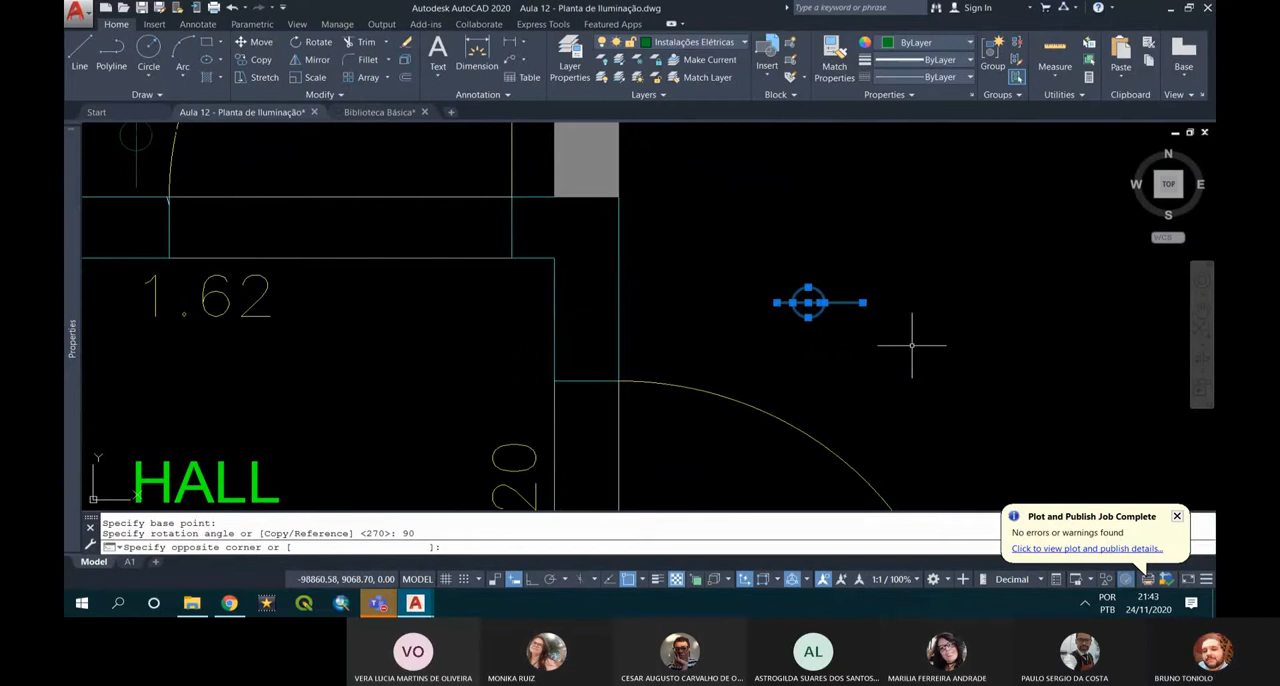 Autodesk AutoCAD 2020 Aula 12 - Planta de Iluminação.dwg
Type a keyword or phrase
Sign In
Home Insert Annotate Parametric View Manage Output Add-ins Collaborate Express Tools Featured Apps
Line Polyline Circle Arc
Move Rotate Trim
Copy Mirror Fillet
Stretch Scale Array
Text Dimension Table
Layer Properties
Instalações Elétricas
Make Current
Match Layer
Insert
Match Properties
ByLayer
ByLayer
ByLayer
Group
Measure
Paste
Base
Draw Modify Annotation Layers Block Properties Groups Utilities Clipboard View
Start Aula 12 - Planta de Iluminação* Biblioteca Básica*
N
W TOP E
S
WCS
1.62
Properties
20
HALL
Y
X
Specify base point:
Specify rotation angle or [Copy/Reference] <270>: 90
Specify opposite corner or [ ]:
Plot and Publish Job Complete
No errors or warnings found
Click to view plot and publish details...
Model A1
-98860.58, 9068.70, 0.00 MODEL 1:1 / 100% Decimal
POR
PTB
21:43
24/11/2020
VO AL
VERA LUCIA MARTINS DE OLIVEIRA MONIKA RUIZ CESAR AUGUSTO CARVALHO DE O... ASTROGILDA SUARES DOS SANTOS... MARILIA FERREIRA ANDRADE PAULO SERGIO DA COSTA BRUNO TONIOLO